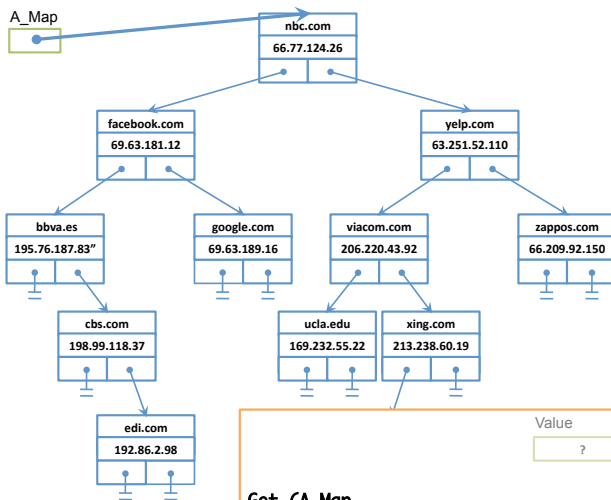 A_Map
nbc.com
66.77.124.26
facebook.com
69.63.181.12
yelp.com
63.251.52.110
bbva.es
195.76.187.83”
google.com
69.63.189.16
viacom.com
206.220.43.92
zappos.com
66.209.92.150
cbs.com
198.99.118.37
ucla.edu
169.232.55.22
xing.com
213.238.60.19
edi.com
192.86.2.98
Value
?
Get (A_Map